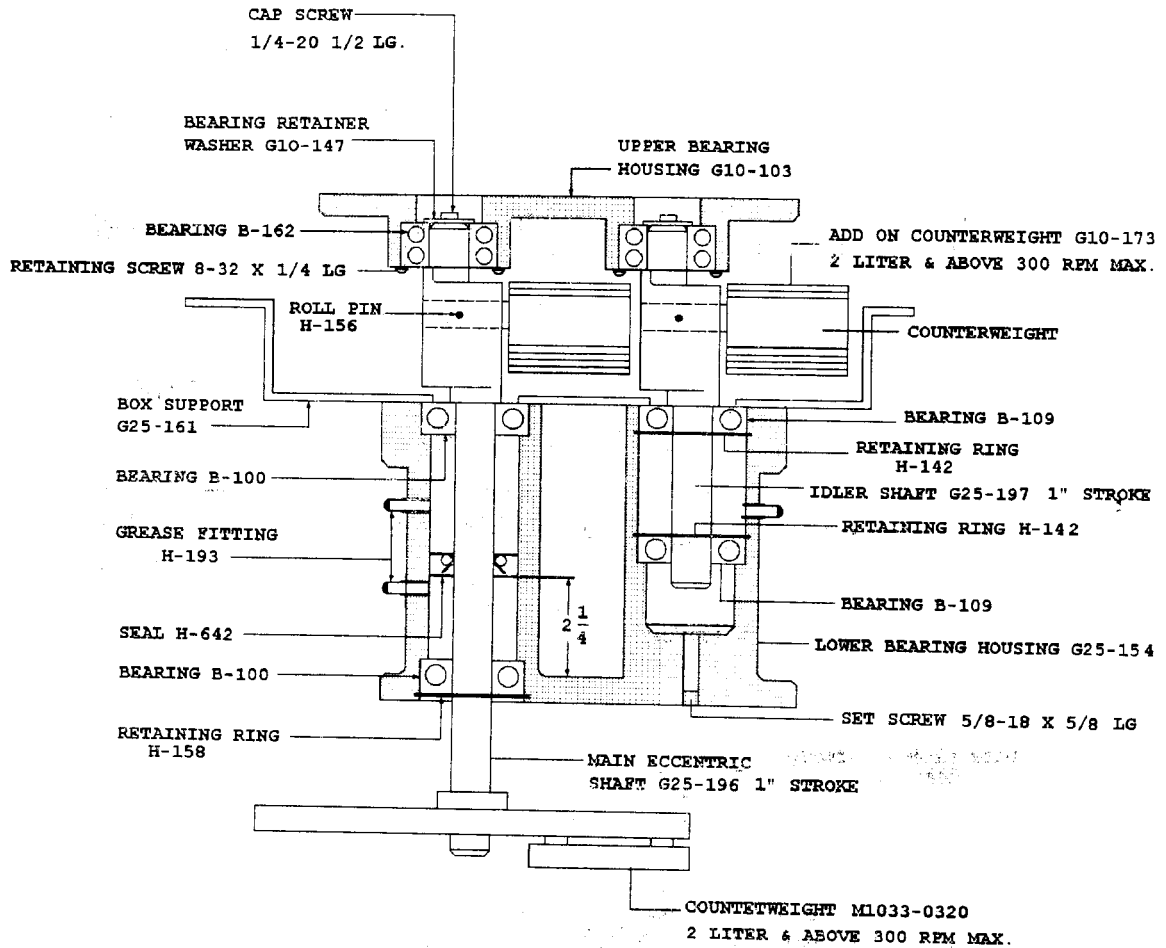 CAP SCREW
1/4-20 1/2 LG.
BEARING RETAINER
WASHER G10-147
UPPER BEARING
HOUSING G10-103
BEARING B-162
ADD ON COUNTERWEIGHT G10-173
2 LITER & ABOVE 300 RPM MAX.
RETAINING SCREW 8-32 X 1/4 LG
ROLL PIN
H-156
COUNTERWEIGHT
BOX SUPPORT
G25-161
BEARING B-109
RETAINING RING
H-142
BEARING B-100
IDLER SHAFT G25-197 1" STROKE
RETAINING RING H-142
GREASE FITTING
H-193
BEARING B-109
2 1/4
SEAL H-642
LOWER BEARING HOUSING G25-154
BEARING B-100
SET SCREW 5/8-18 X 5/8 LG
RETAINING RING
H-158
MAIN ECCENTRIC
SHAFT G25-196 1" STROKE
COUNTETWEIGHT M1033-0320
2 LITER & ABOVE 300 RPM MAX.